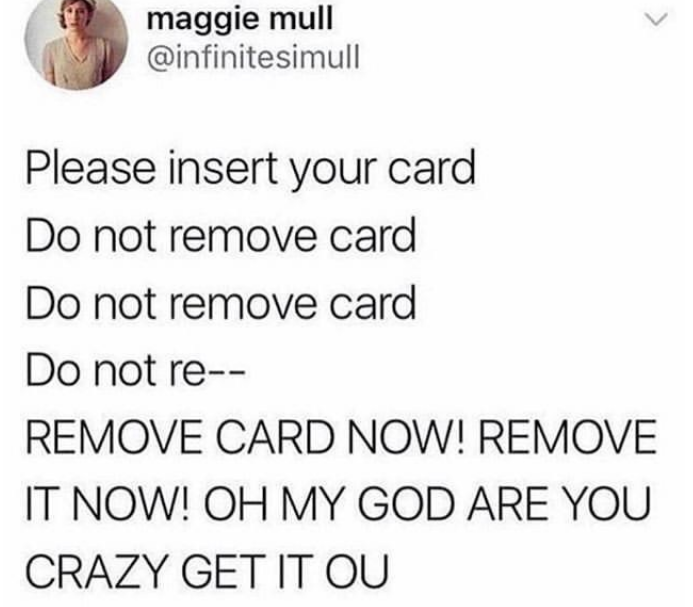 maggie mull
@infinitesimull
Please insert your card
Do not remove card
Do not remove card
Do not re--
REMOVE CARD NOW! REMOVE
IT NOW! OH MY GOD ARE YOU
CRAZY GET IT OU